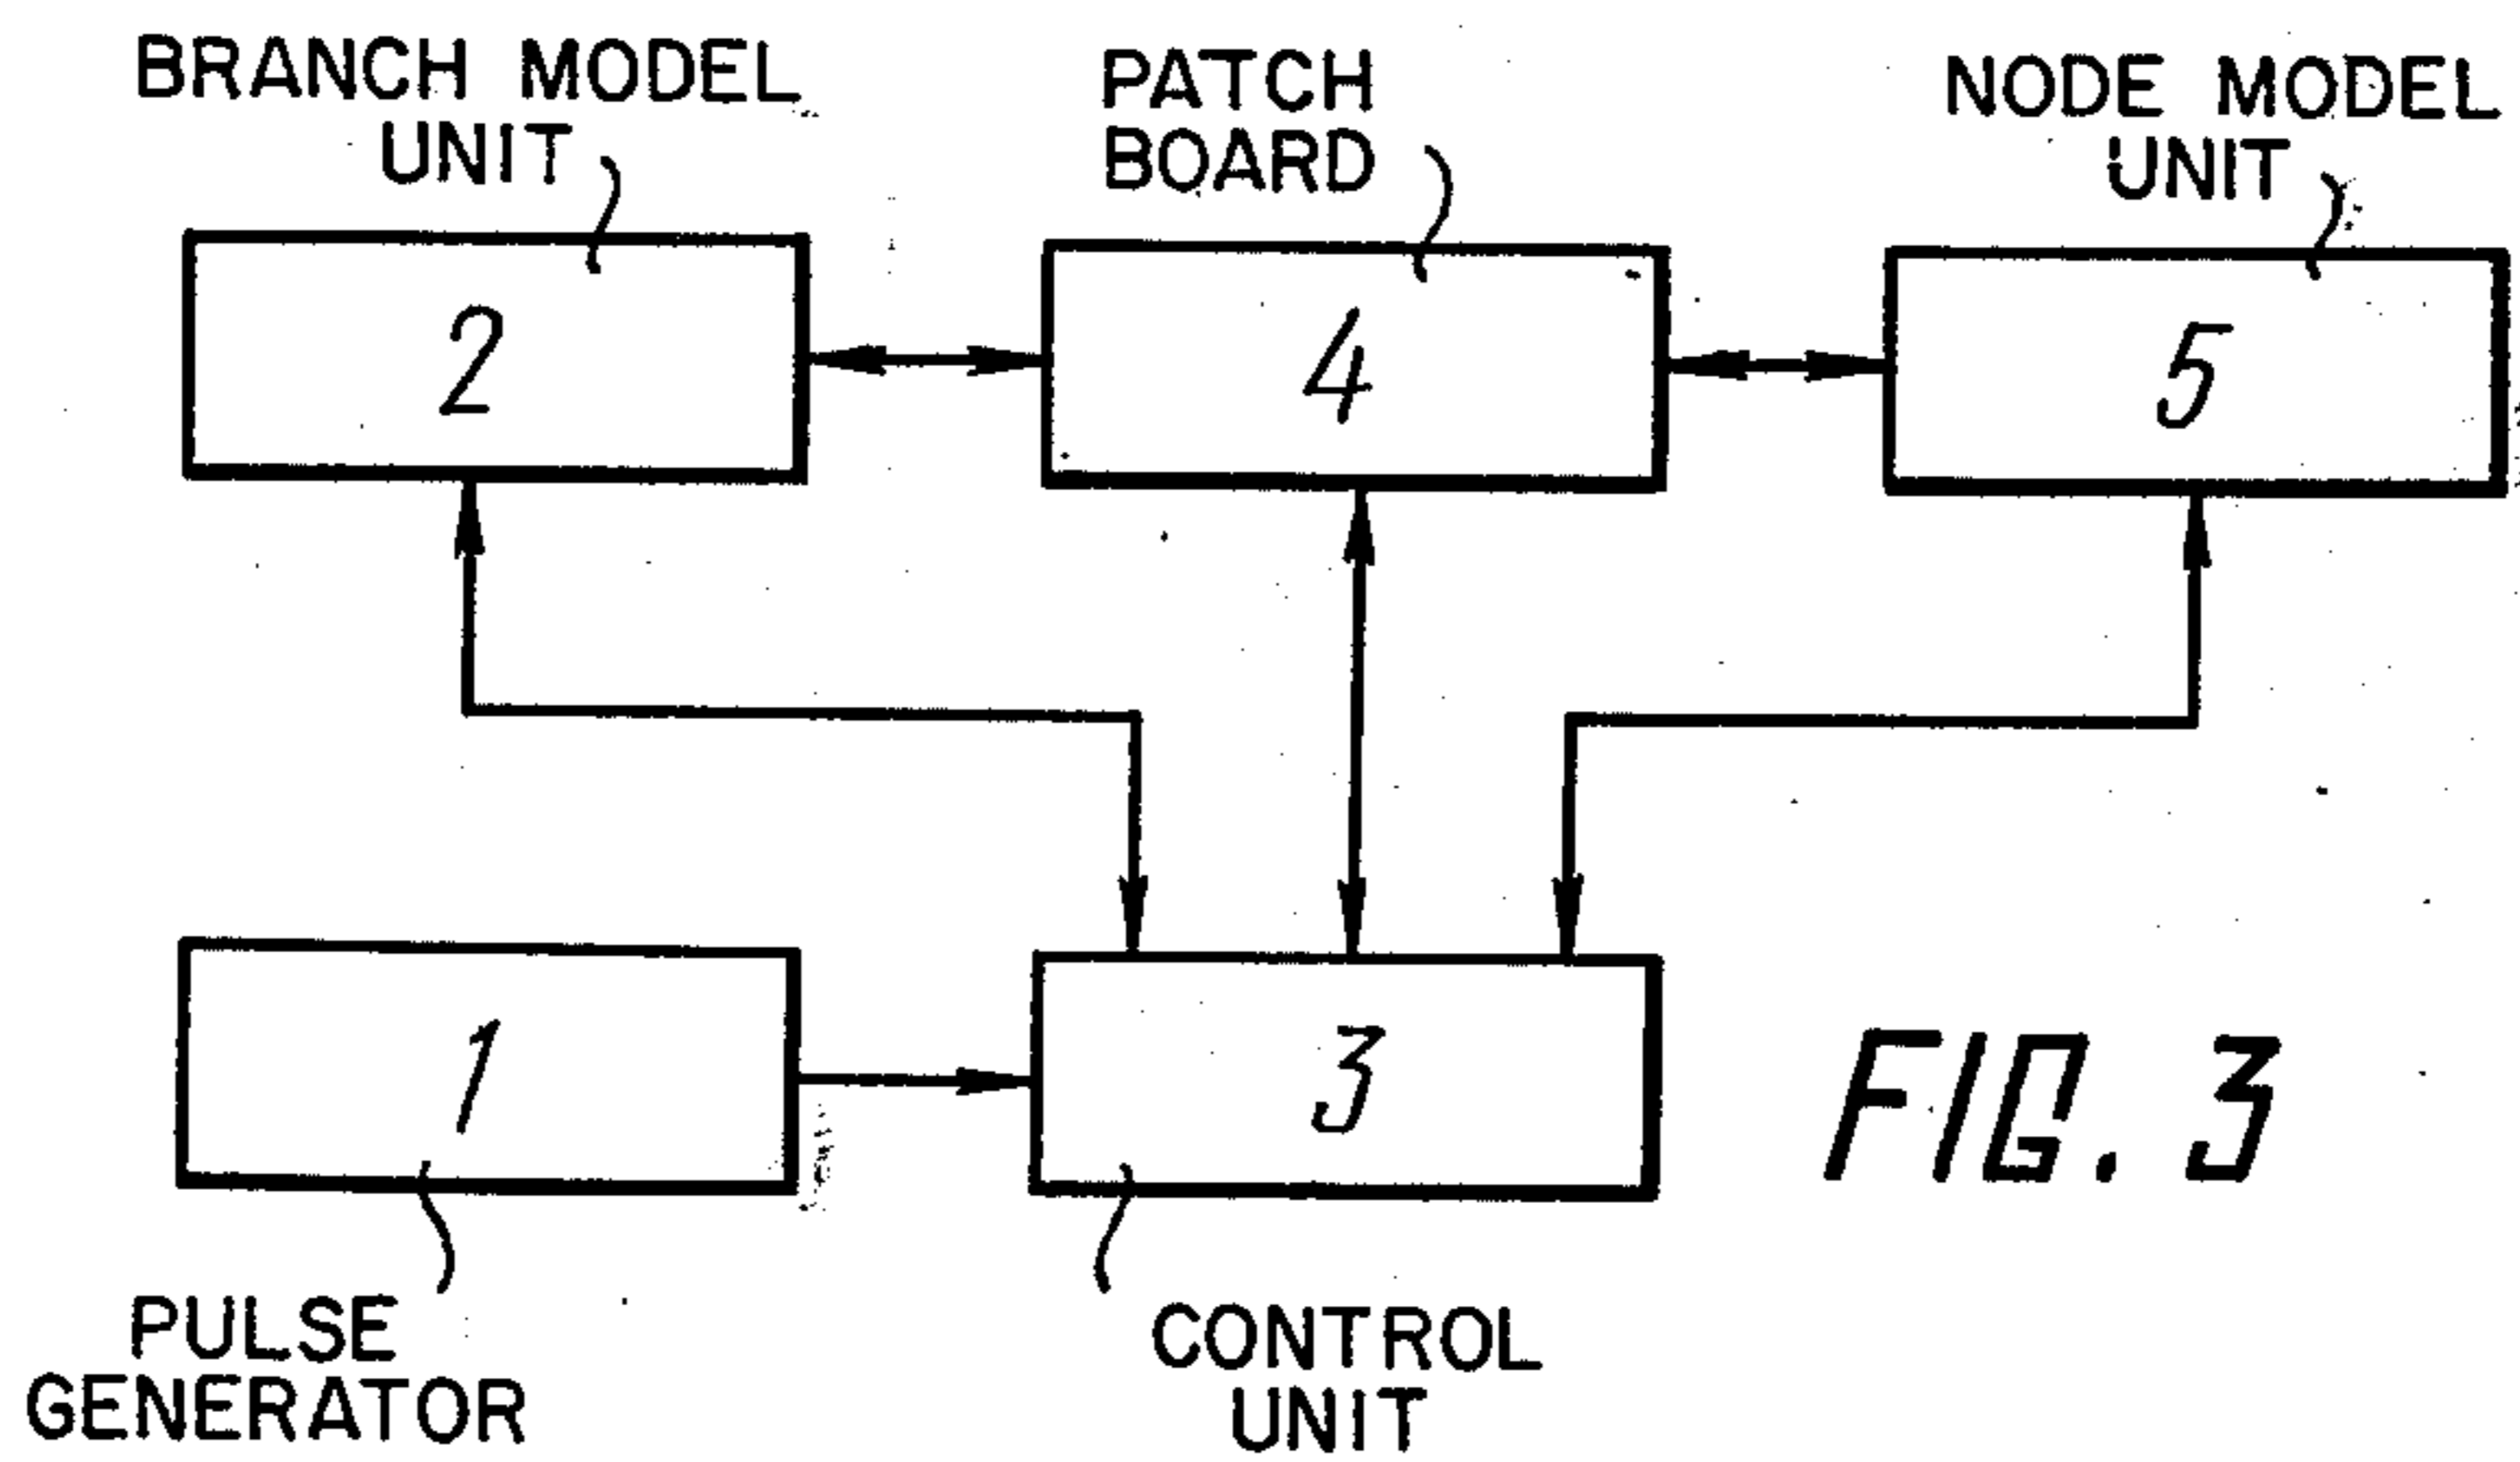 BRANCH MODEL
UNIT
PATCH
BOARD
NODE MODEL
UNIT
2
4
5
1
3
FIG. 3
PULSE
GENERATOR
CONTROL
UNIT